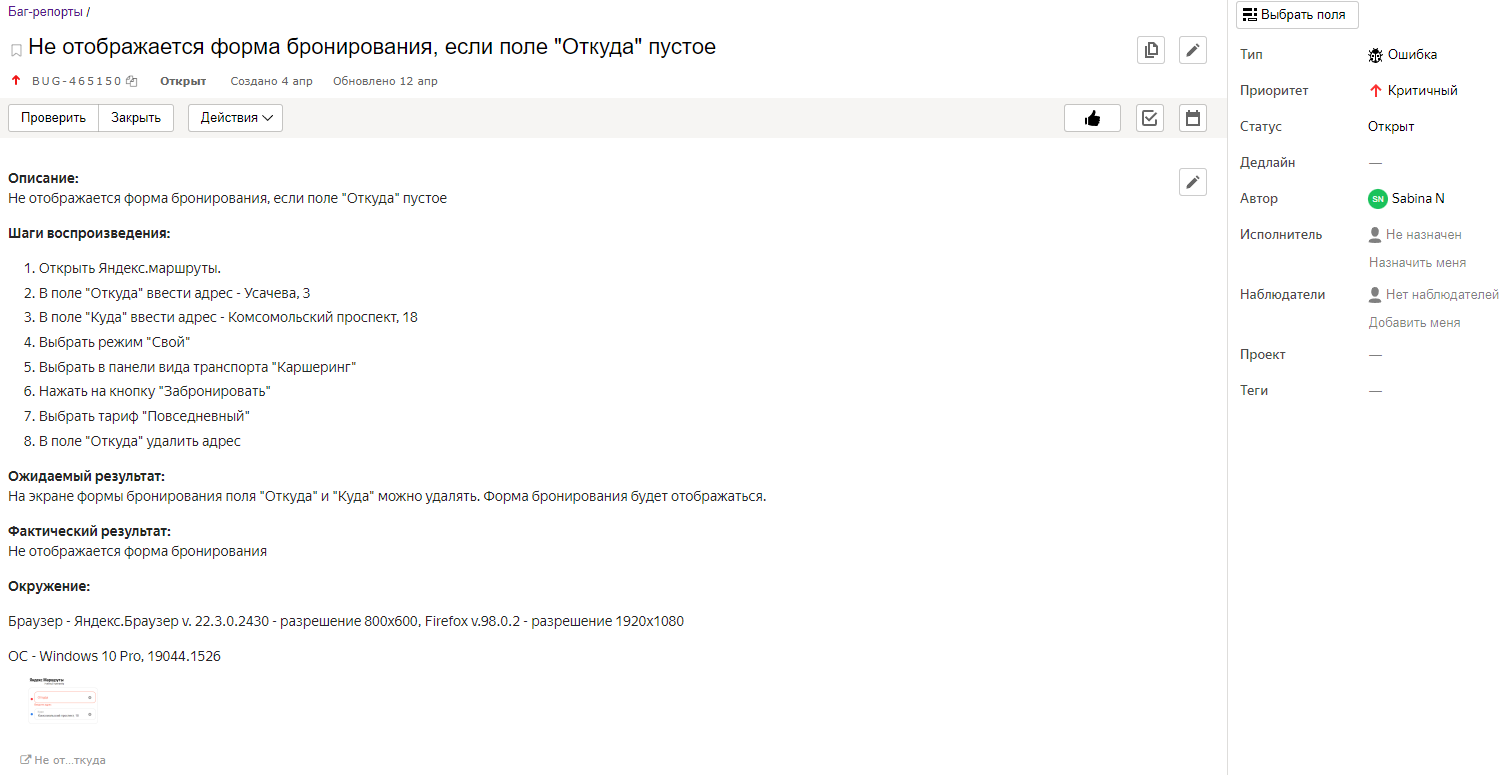 Баг-репорты /
Не отображается форма бронирования, если поле "Откуда" пустое
BUG-465150 Открыт Создано 4 апр Обновлено 12 апр
Проверить Закрыть Действия
Описание:
Не отображается форма бронирования, если поле "Откуда" пустое
Шаги воспроизведения:
1. Открыть Яндекс.маршруты.
2. В поле "Откуда" ввести адрес - Усачева, 3
3. В поле "Куда" ввести адрес - Комсомольский проспект, 18
4. Выбрать режим "Свой"
5. Выбрать в панели вида транспорта "Каршеринг"
6. Нажать на кнопку "Забронировать"
7. Выбрать тариф "Повседневный"
8. В поле "Откуда" удалить адрес
Ожидаемый результат:
На экране формы бронирования поля "Откуда" и "Куда" можно удалять. Форма бронирования будет отображаться.
Фактический результат:
Не отображается форма бронирования
Окружение:
Браузер - Яндекс.Браузер v. 22.3.0.2430 - разрешение 800x600, Firefox v.98.0.2 - разрешение 1920x1080
ОС - Windows 10 Pro, 19044.1526
Яндекс Маршруты
Не от...ткуда
Выбрать поля
Тип Ошибка
Приоритет Критичный
Статус Открыт
Дедлайн —
Автор SN Sabina N
Исполнитель Не назначен
Назначить меня
Наблюдатели Нет наблюдателей
Добавить меня
Проект —
Теги —